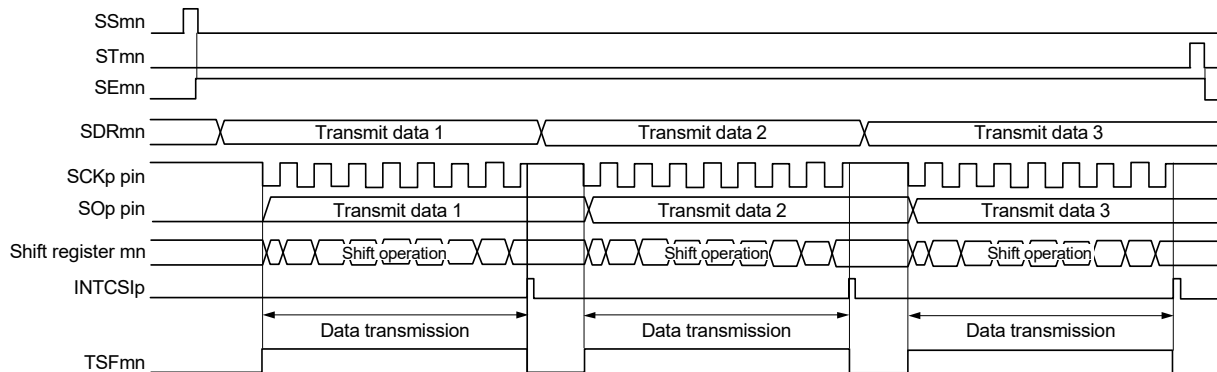 SSmn
STmn
SEmn
SDRmn Transmit data 1 Transmit data 2 Transmit data 3
SCKp pin
SOp pin Transmit data 1 Transmit data 2 Transmit data 3
Shift register mn Shift operation Shift operation Shift operation
INTCSIp
Data transmission Data transmission Data transmission
TSFmn